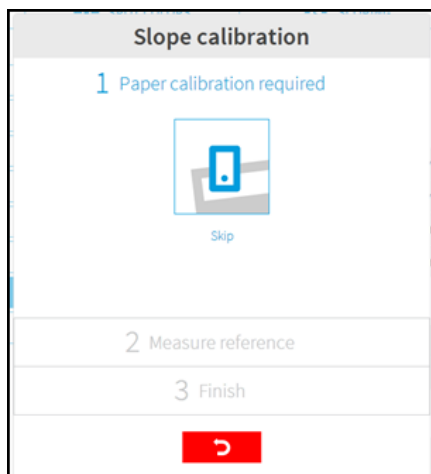 Slope calibration
1 Paper calibration required
Skip
2 Measure reference
3 Finish